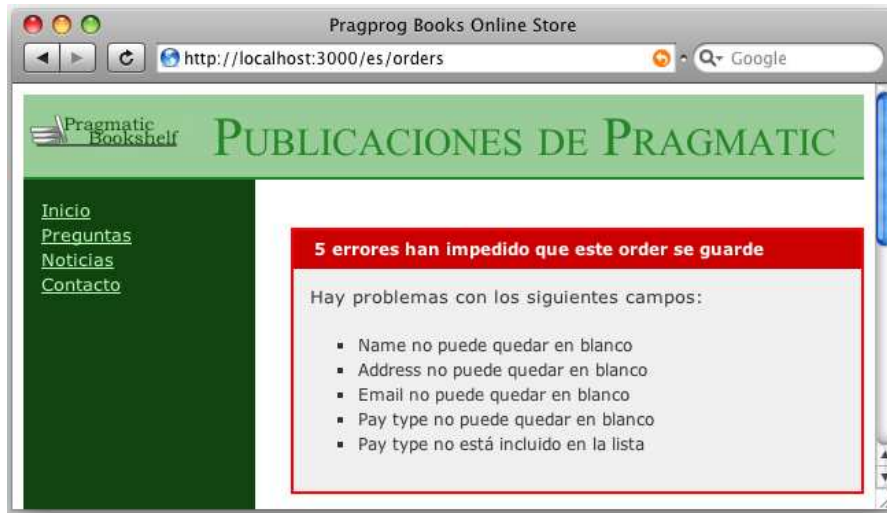 Pragprog Books Online Store
http://localhost:3000/es/orders
Google
Pragmatic
Bookshelf
PUBLICACIONES DE PRAGMATIC
Inicio
Preguntas
Noticias
Contacto
5 errores han impedido que este order se guarde
Hay problemas con los siguientes campos:
Name no puede quedar en blanco
Address no puede quedar en blanco
Email no puede quedar en blanco
Pay type no puede quedar en blanco
Pay type no está incluido en la lista